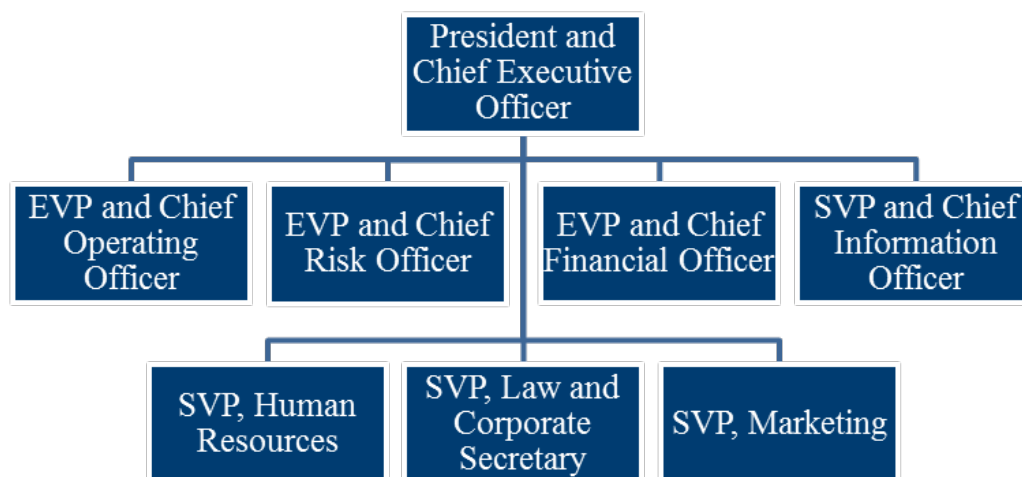 President and
Chief Executive
Officer
EVP and Chief
Operating
Officer
EVP and Chief
Risk Officer
EVP and Chief
Financial Officer
SVP and Chief
Information
Officer
SVP, Human
Resources
SVP, Law and
Corporate
Secretary
SVP, Marketing